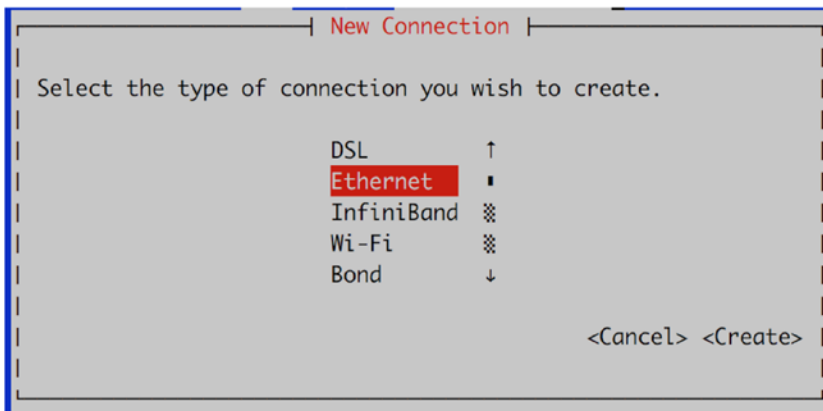 New Connection
Select the type of connection you wish to create.
DSL ↑
Ethernet
InfiniBand
Wi-Fi
Bond ↓
<Cancel> <Create>